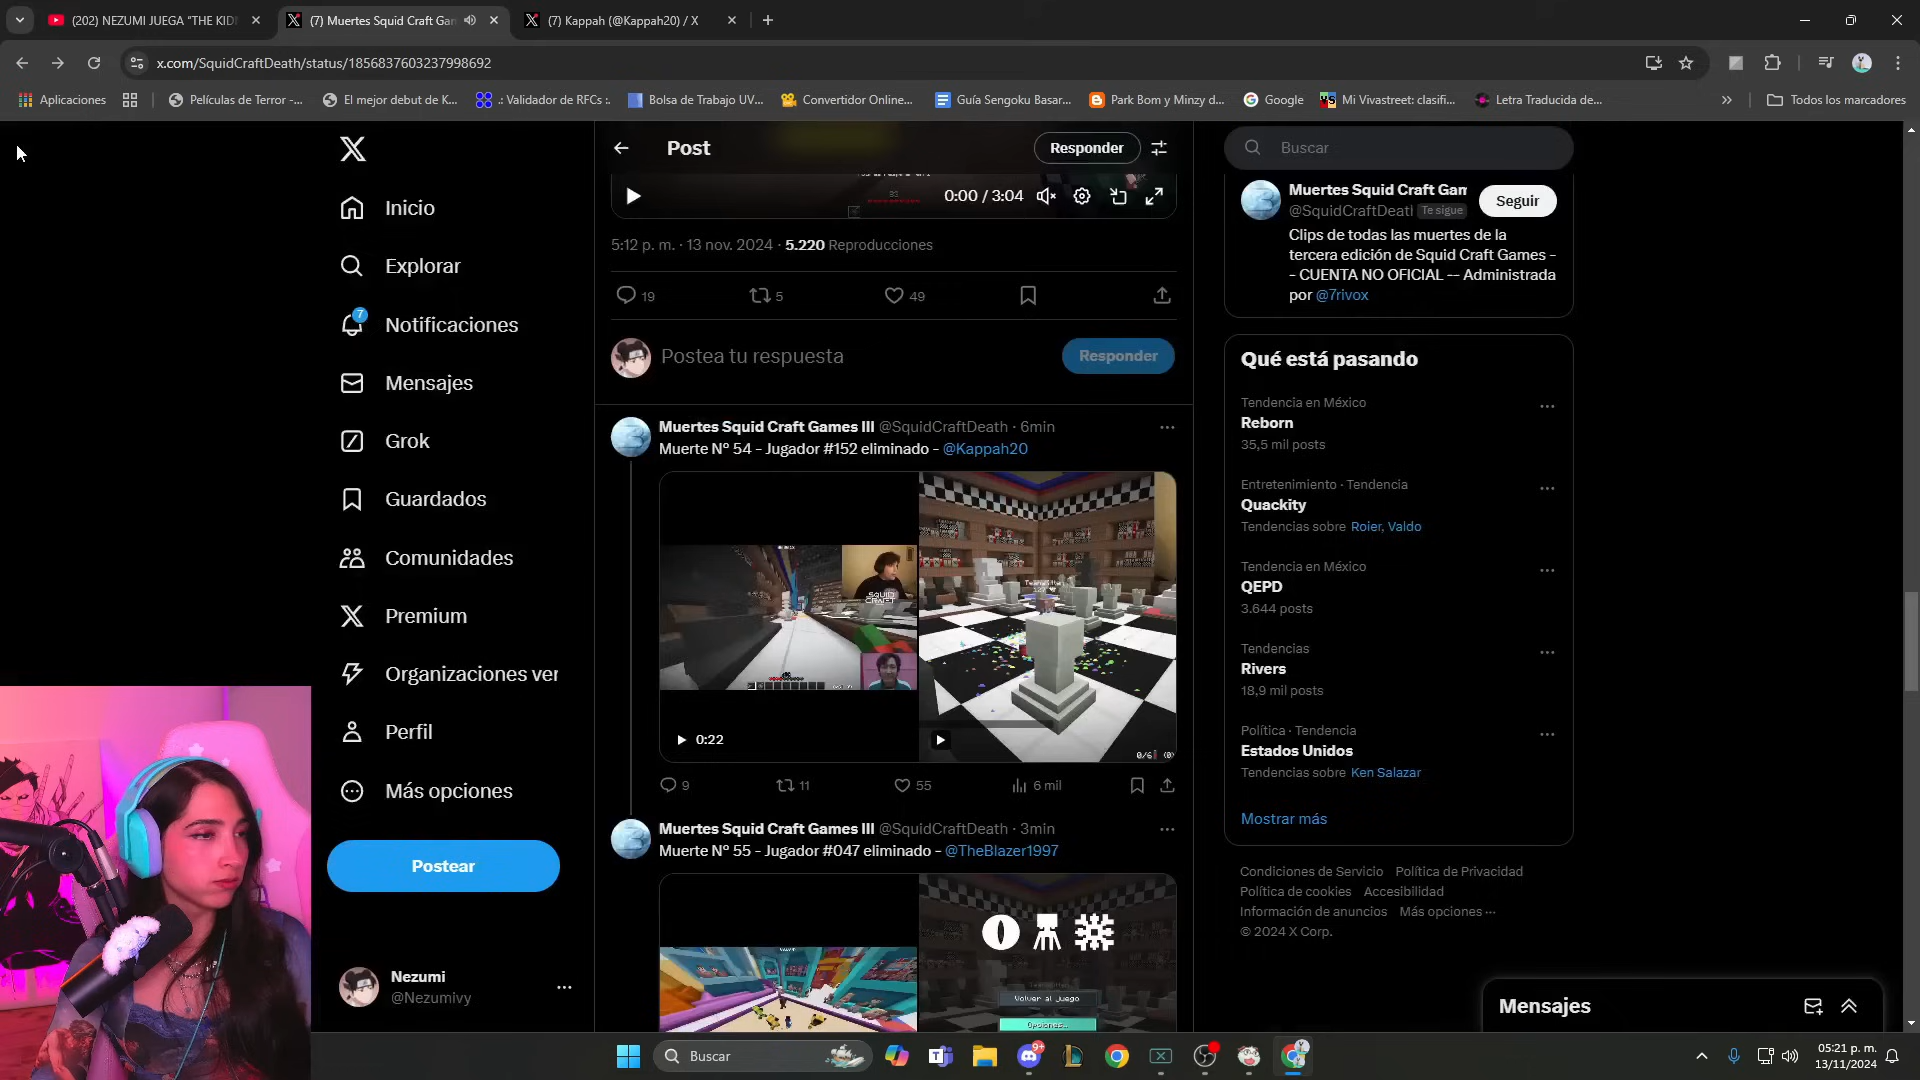 (202) NEZUMI JUEGA "THE KIDN
(7) Muertes Squid Craft Gam
(7) Kappah (@Kappah20) / X
x.com/SquidCraftDeath/status/1856837603237998692
Aplicaciones
Películas de Terror -...
El mejor debut de K...
.: Validador de RFCs :.
Bolsa de Trabajo UV...
Convertidor Online...
Guía Sengoku Basar...
Park Bom y Minzy d...
Google
Mi Vivastreet: clasifi...
Letra Traducida de...
Todos los marcadores
Inicio
Explorar
7
Notificaciones
Mensajes
Grok
Guardados
Comunidades
Premium
Organizaciones ver
Perfil
Más opciones
Postear
Nezumi
@Nezumivy
Post
Responder
0:00 / 3:04
5:12 p. m. · 13 nov. 2024 · 5.220 Reproducciones
19
5
49
Postea tu respuesta
Responder
Muertes Squid Craft Games III @SquidCraftDeath · 6min
Muerte Nº 54 - Jugador #152 eliminado - @Kappah20
SQUID
CRAFT
0:22
9
11
55
6 mil
Muertes Squid Craft Games III @SquidCraftDeath · 3min
Muerte Nº 55 - Jugador #047 eliminado - @TheBlazer1997
Volver al juego
Opciones...
Buscar
Muertes Squid Craft Gam
@SquidCraftDeatl Te sigue
Seguir
Clips de todas las muertes de la
tercera edición de Squid Craft Games -
- CUENTA NO OFICIAL -- Administrada
por @7rivox
Qué está pasando
Tendencia en México
Reborn
35,5 mil posts
Entretenimiento · Tendencia
Quackity
Tendencias sobre Roier, Valdo
Tendencia en México
QEPD
3.644 posts
Tendencias
Rivers
18,9 mil posts
Política · Tendencia
Estados Unidos
Tendencias sobre Ken Salazar
Mostrar más
Condiciones de Servicio Política de Privacidad
Política de cookies Accesibilidad
Información de anuncios Más opciones ···
© 2024 X Corp.
Mensajes
Buscar
9+
05:21 p. m.
13/11/2024